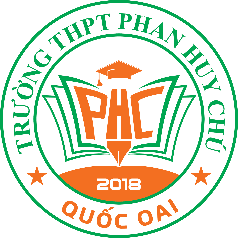 TRƯỜNG THPT PHAN HUY CHÚ
PHC
2018
QUỐC OAI